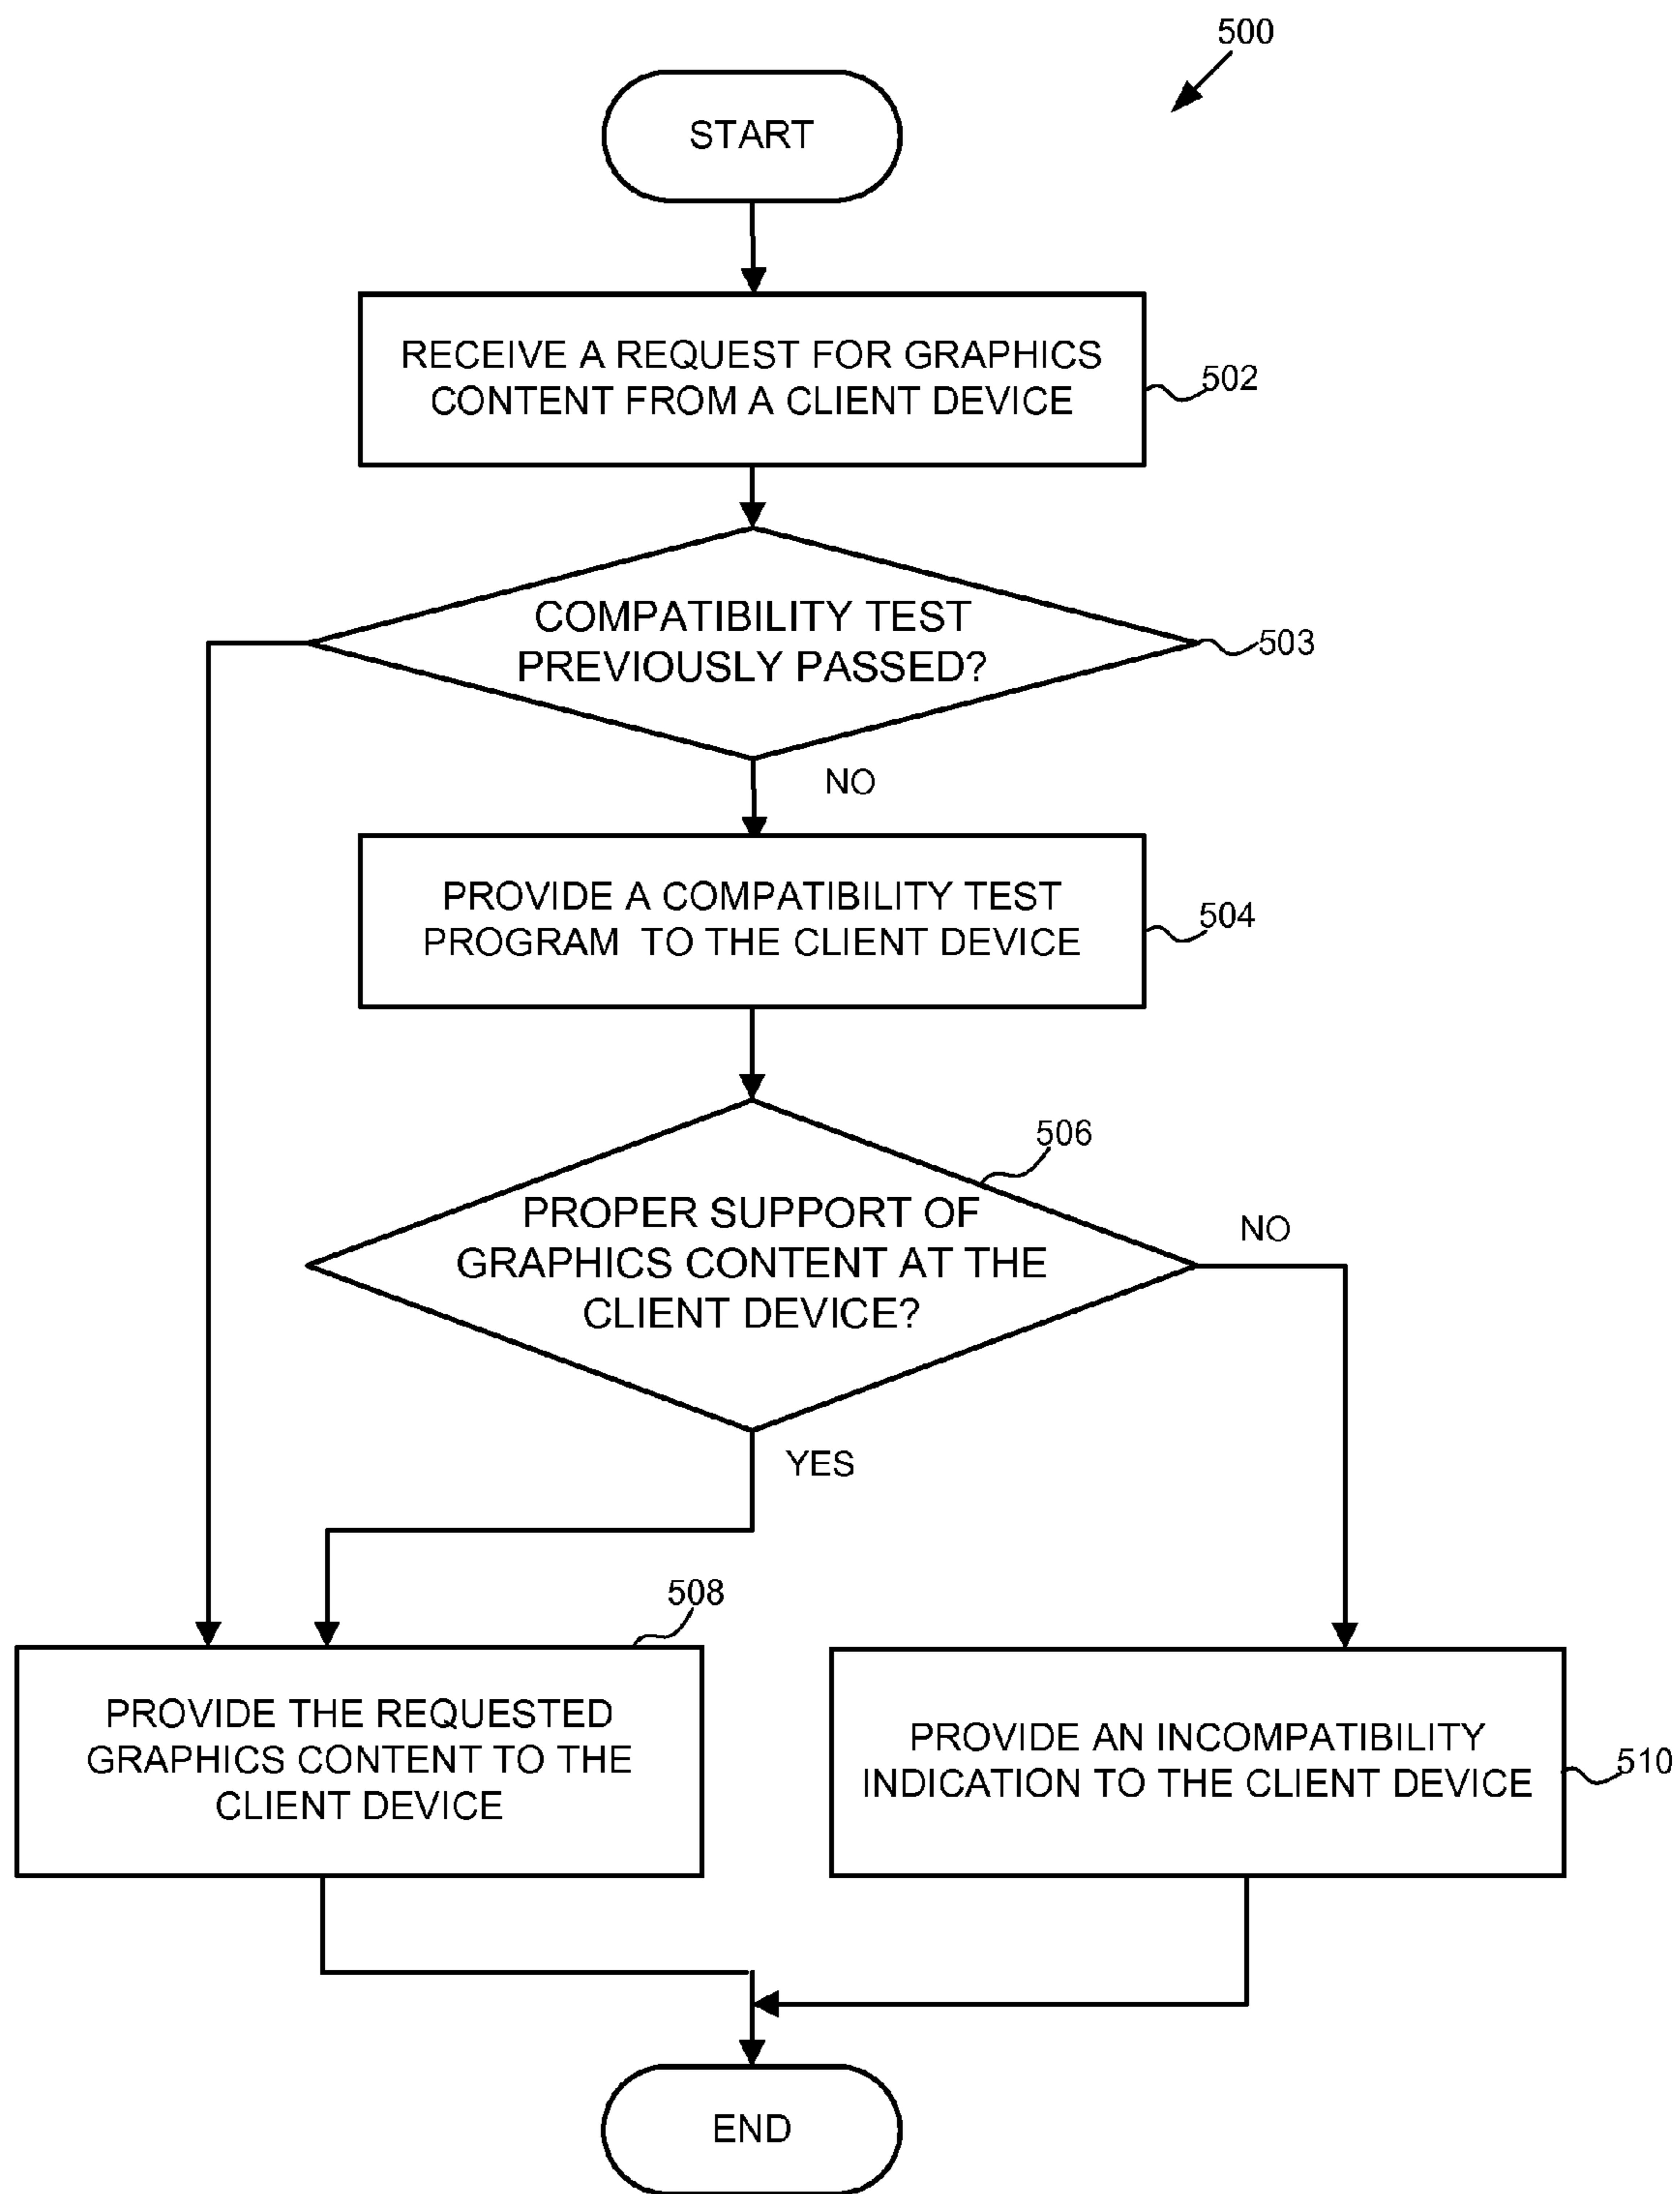 500
START
RECEIVE A REQUEST FOR GRAPHICS
CONTENT FROM A CLIENT DEVICE
502
COMPATIBILITY TEST
PREVIOUSLY PASSED?
503
NO
PROVIDE A COMPATIBILITY TEST
PROGRAM TO THE CLIENT DEVICE
504
506
PROPER SUPPORT OF
GRAPHICS CONTENT AT THE
CLIENT DEVICE?
NO
YES
508
PROVIDE THE REQUESTED
GRAPHICS CONTENT TO THE
CLIENT DEVICE
PROVIDE AN INCOMPATIBILITY
INDICATION TO THE CLIENT DEVICE
510
END